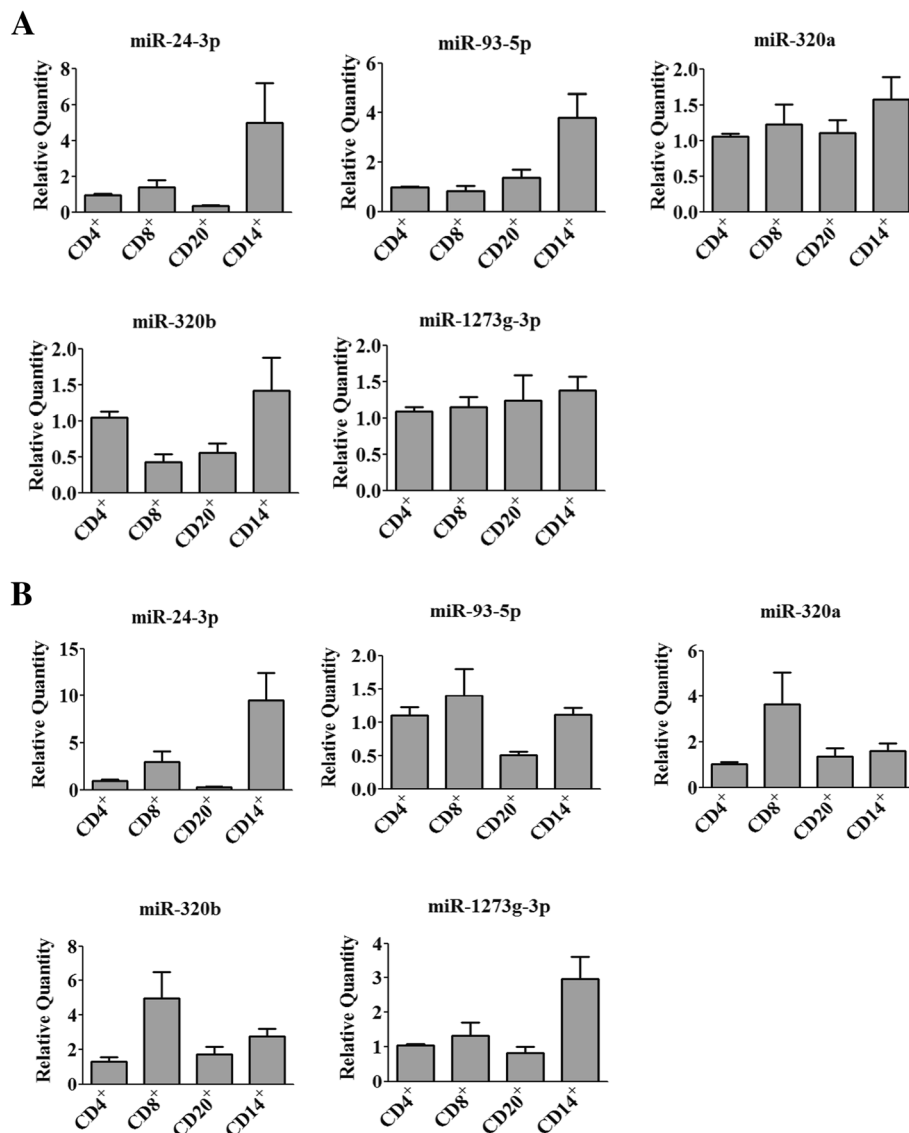 A
miR-24-3p
Relative Quantity
8
6
4
2
0
CD4×
CD8×
CD20×
CD14×
miR-93-5p
Relative Quantity
6
4
2
0
CD4×
CD8×
CD20×
CD14×
miR-320a
Relative Quantity
2.0
1.5
1.0
0.5
0.0
CD4×
CD8×
CD20×
CD14×
miR-320b
Relative Quantity
2.0
1.5
1.0
0.5
0.0
CD4×
CD8×
CD20×
CD14×
miR-1273g-3p
Relative Quantity
2.0
1.5
1.0
0.5
0.0
CD4×
CD8×
CD20×
CD14×
B
miR-24-3p
Relative Quantity
15
10
5
0
CD4×
CD8×
CD20×
CD14×
miR-93-5p
Relative Quantity
2.0
1.5
1.0
0.5
0.0
CD4×
CD8×
CD20×
CD14×
miR-320a
Relative Quantity
6
4
2
0
CD4×
CD8×
CD20×
CD14×
miR-320b
Relative Quantity
8
6
4
2
0
CD4×
CD8×
CD20×
CD14×
miR-1273g-3p
Relative Quantity
4
3
2
1
0
CD4×
CD8×
CD20×
CD14×